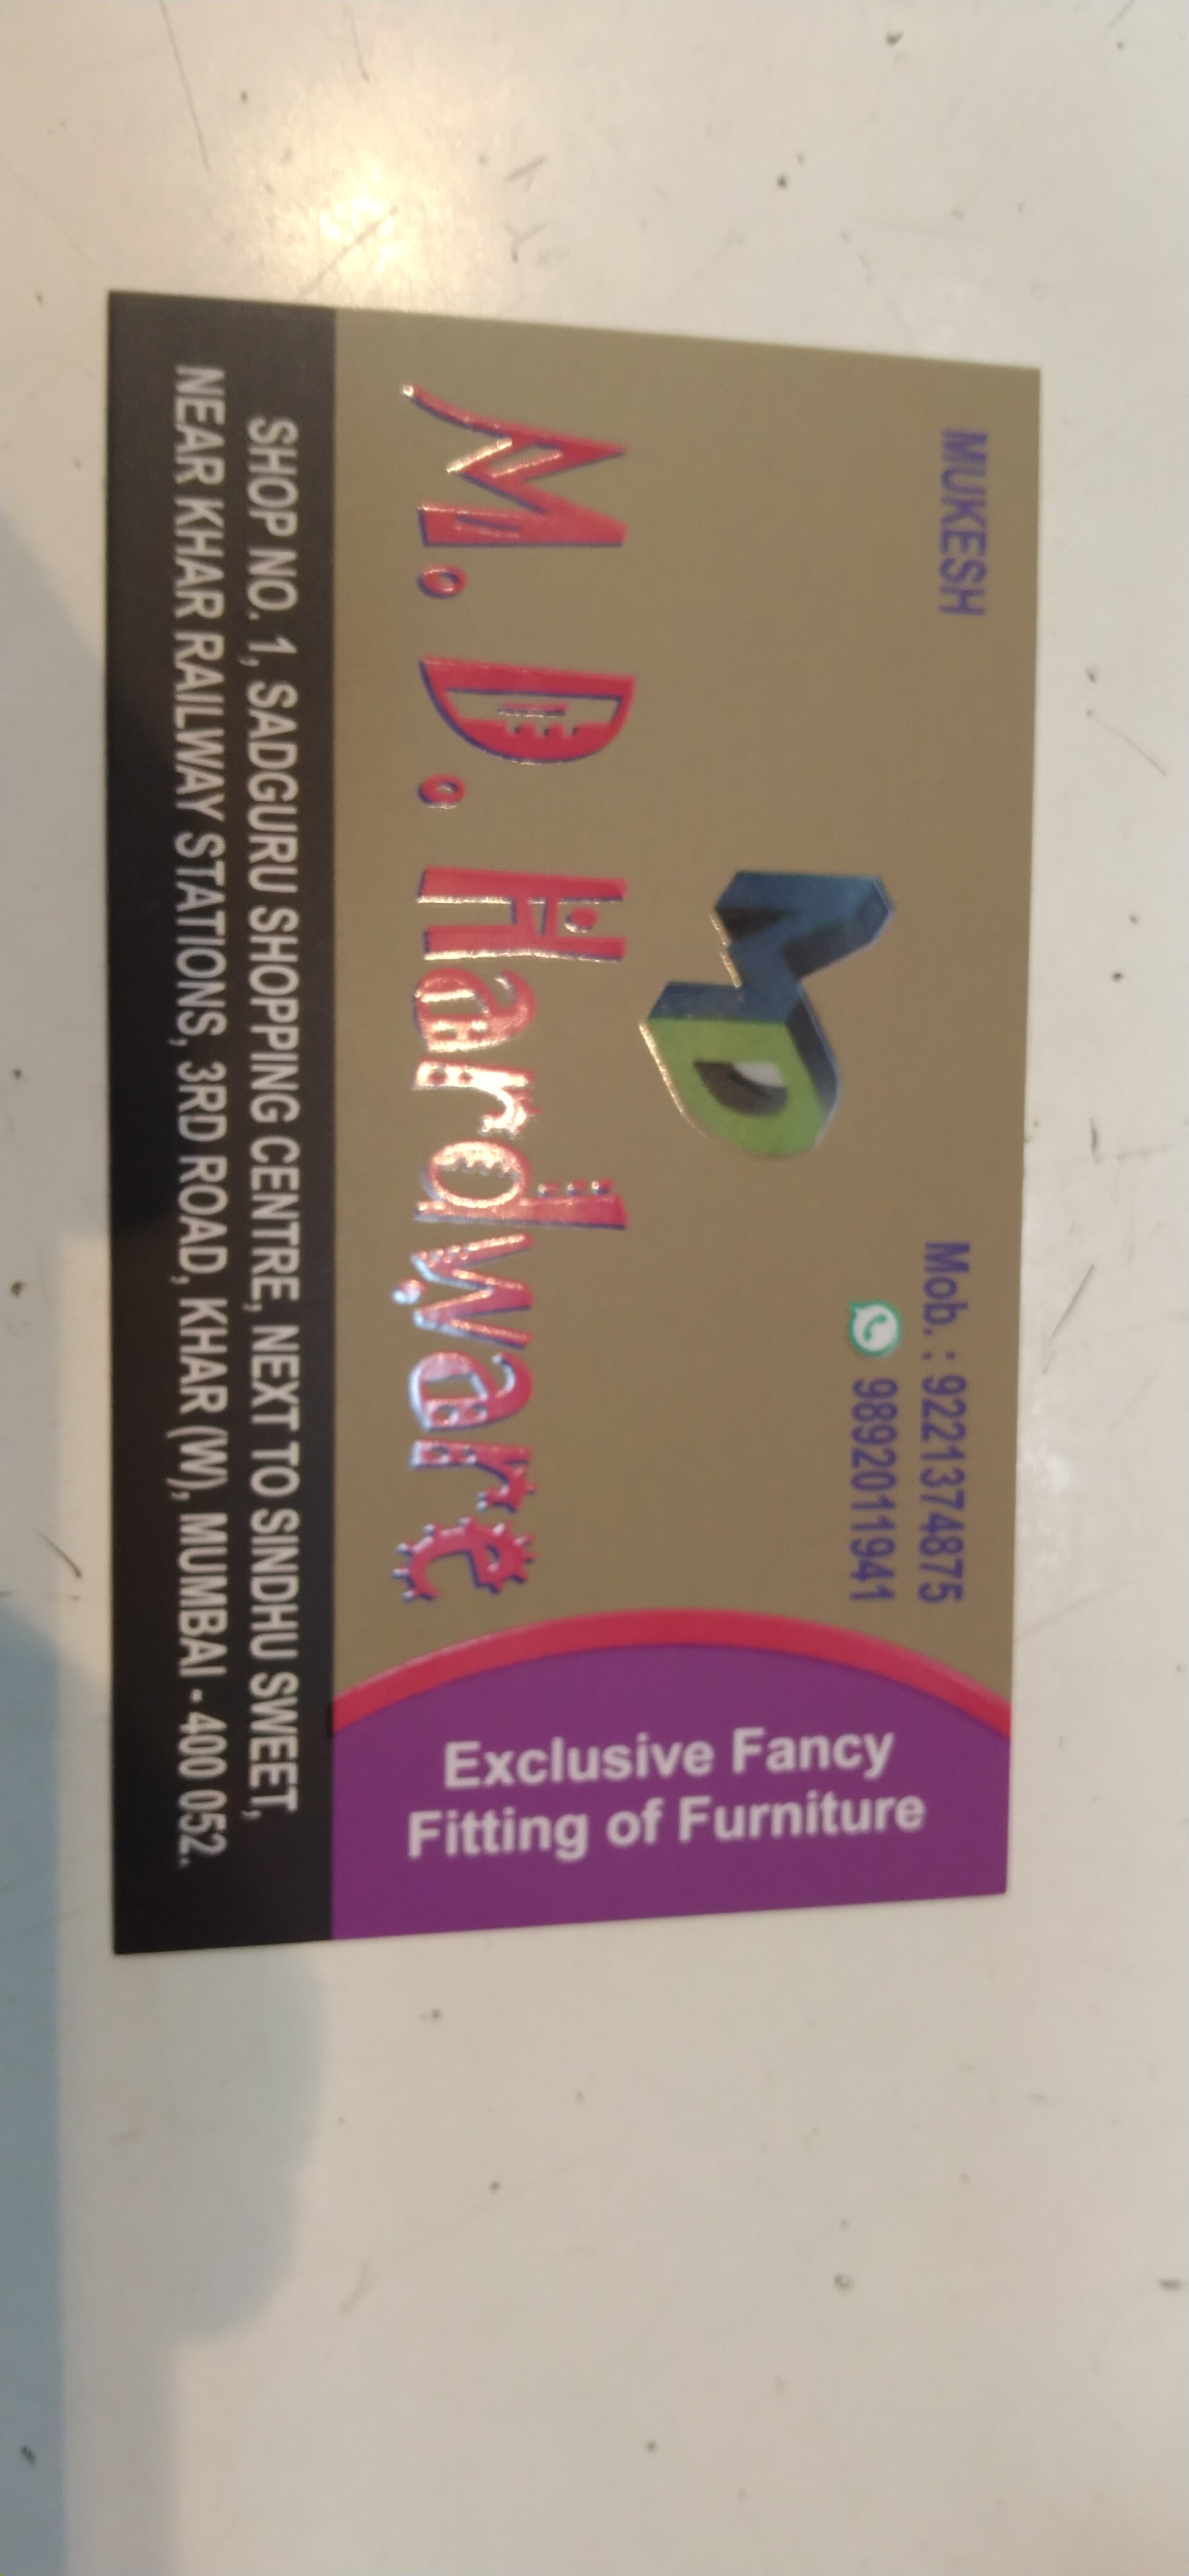 MUKESH
Mob. : 9221374875
9892011941
MD
M. D. Hardware
Exclusive Fancy
Fitting of Furniture
SHOP NO. 1, SADGURU SHOPPING CENTRE, NEXT TO SINDHU SWEET,
NEAR KHAR RAILWAY STATIONS, 3RD ROAD, KHAR (W), MUMBAI - 400 052.